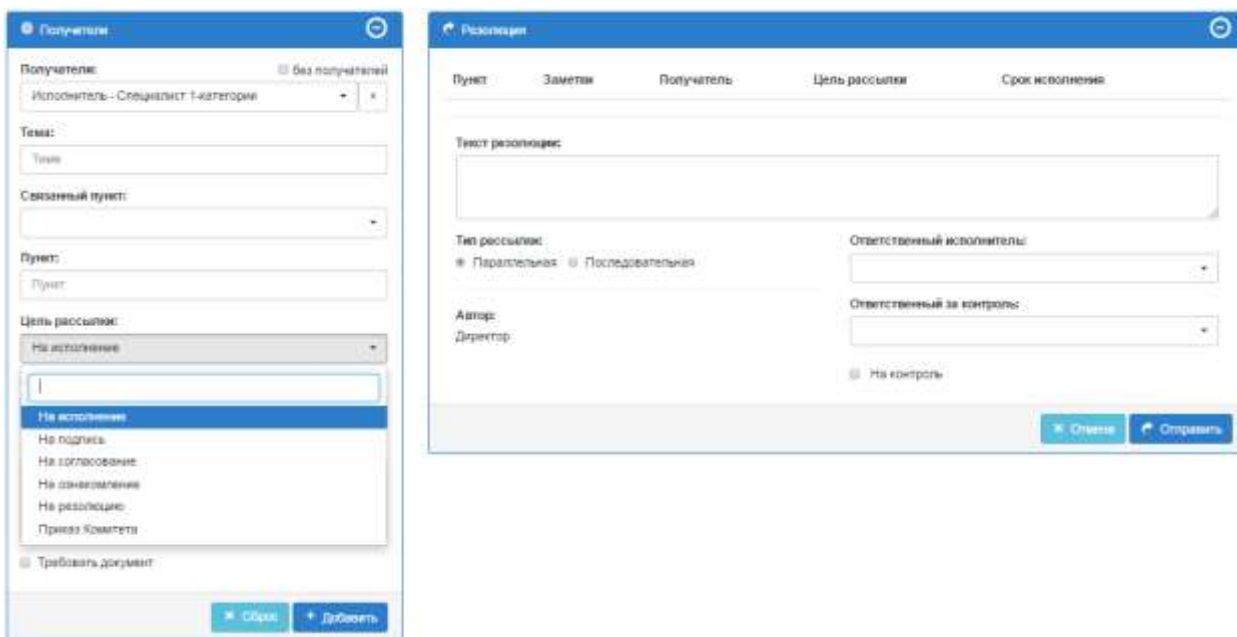 Получатели
Получатели:
без получателей
Исполнитель - Специалист 1-категории
Тема:
Тема
Связанный пункт:
Пункт:
Пункт
Цель рассылки:
На исполнение
На исполнение
На подпись
На согласование
На ознакомление
На резолюцию
Приказ Комитета
Требовать документ
Сброс
Добавить
Резолюция
Пункт Заметки Получатель Цель рассылки Срок исполнения
Текст резолюции:
Тип рассылки:
Параллельная Последовательная
Автор:
Директор
Ответственный исполнитель:
Ответственный за контроль:
На контроль
Отмена
Отправить